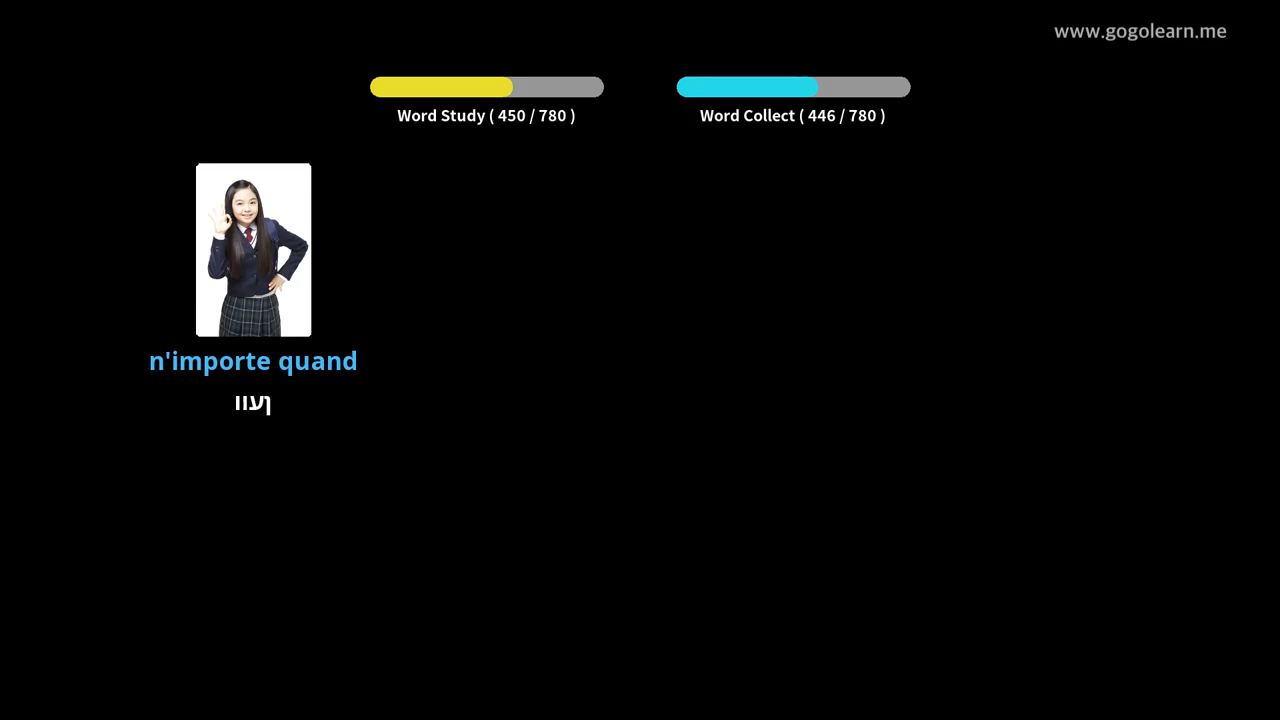 www.gogolearn.me
Word Study ( 450 / 780 )
Word Collect ( 446 / 780 )
n'importe quand
ווען